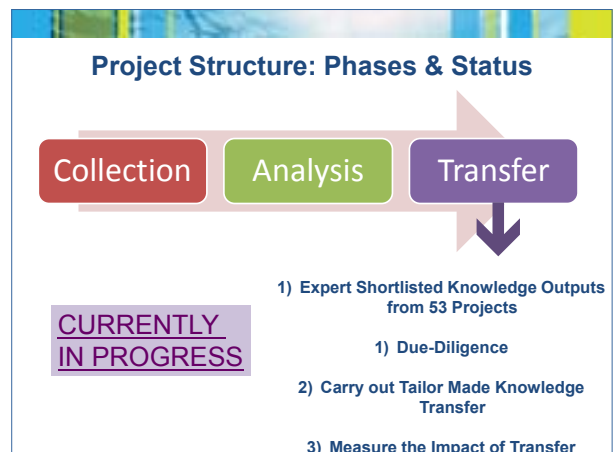 Project Structure: Phases & Status
Collection
Analysis
Transfer
1) Expert Shortlisted Knowledge Outputs
from 53 Projects
CURRENTLY
IN PROGRESS
1) Due-Diligence
2) Carry out Tailor Made Knowledge
Transfer
3) Measure the Impact of Transfer